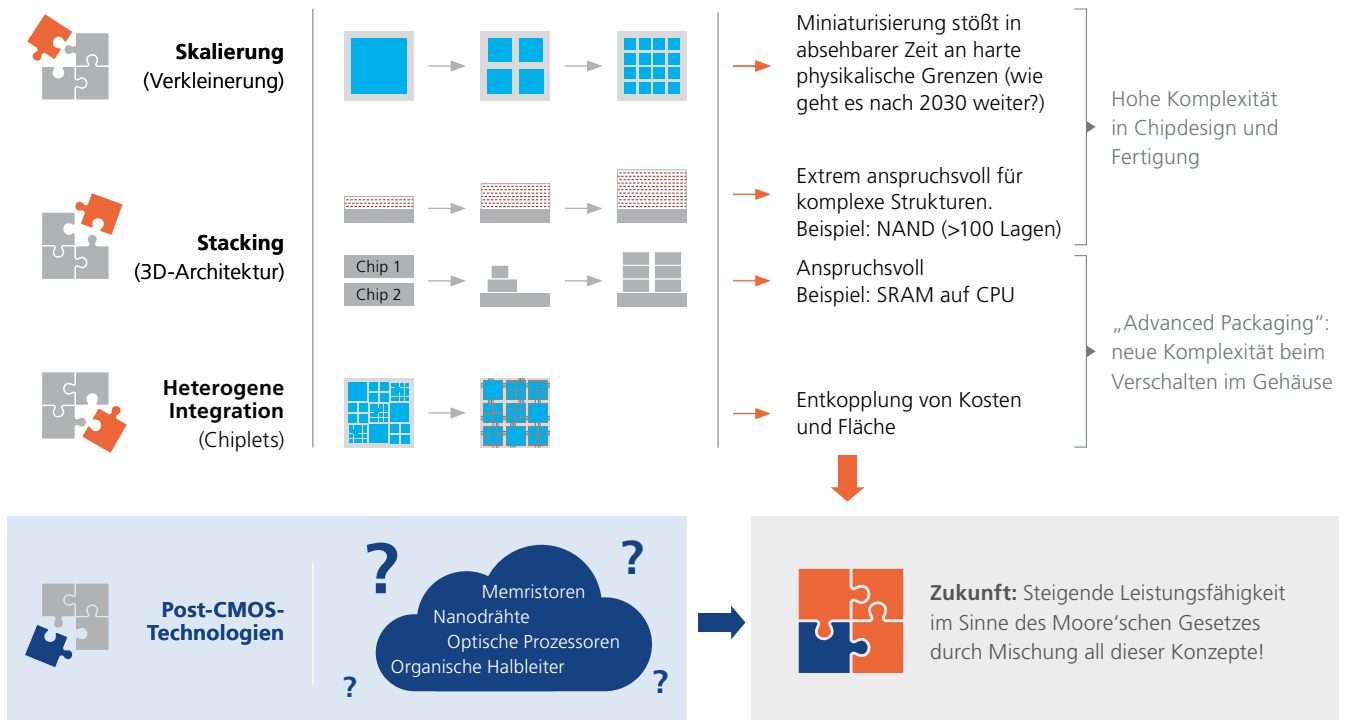 Skalierung
(Verkleinerung)
Miniaturisierung stößt in
absehbarer Zeit an harte
physikalische Grenzen (wie
geht es nach 2030 weiter?)
Hohe Komplexität
in Chipdesign und
Fertigung
Stacking
(3D-Architektur)
Extrem anspruchsvoll für
komplexe Strukturen.
Beispiel: NAND (>100 Lagen)
Chip 1
Chip 2
Anspruchsvoll
Beispiel: SRAM auf CPU
„Advanced Packaging“:
neue Komplexität beim
Verschalten im Gehäuse
Heterogene
Integration
(Chiplets)
Entkopplung von Kosten
und Fläche
Post-CMOS-
Technologien
?
?
Memristoren
Nanodrähte
Optische Prozessoren
Organische Halbleiter
?
?
Zukunft: Steigende Leistungsfähigkeit
im Sinne des Moore’schen Gesetzes
durch Mischung all dieser Konzepte!